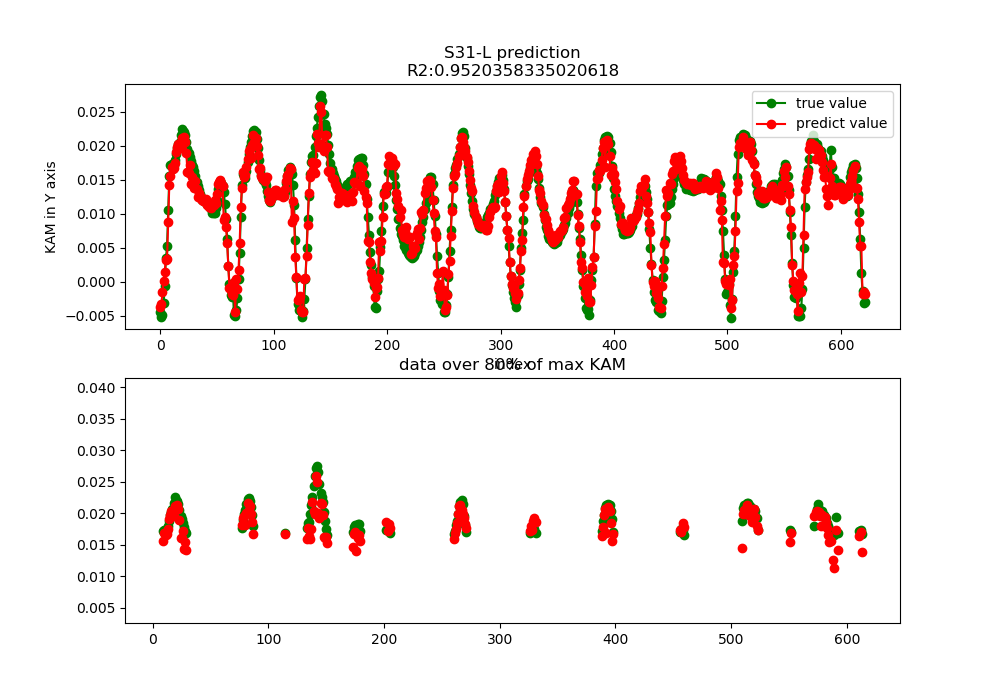 S31-L prediction
R2:0.9520358335020618
KAM in Y axis
0.025
0.020
0.015
0.010
0.005
0.000
−0.005
true value
predict value
0 100 200 300 400 500 600
index
data over 80% of max KAM
0.040
0.035
0.030
0.025
0.020
0.015
0.010
0.005
0 100 200 300 400 500 600